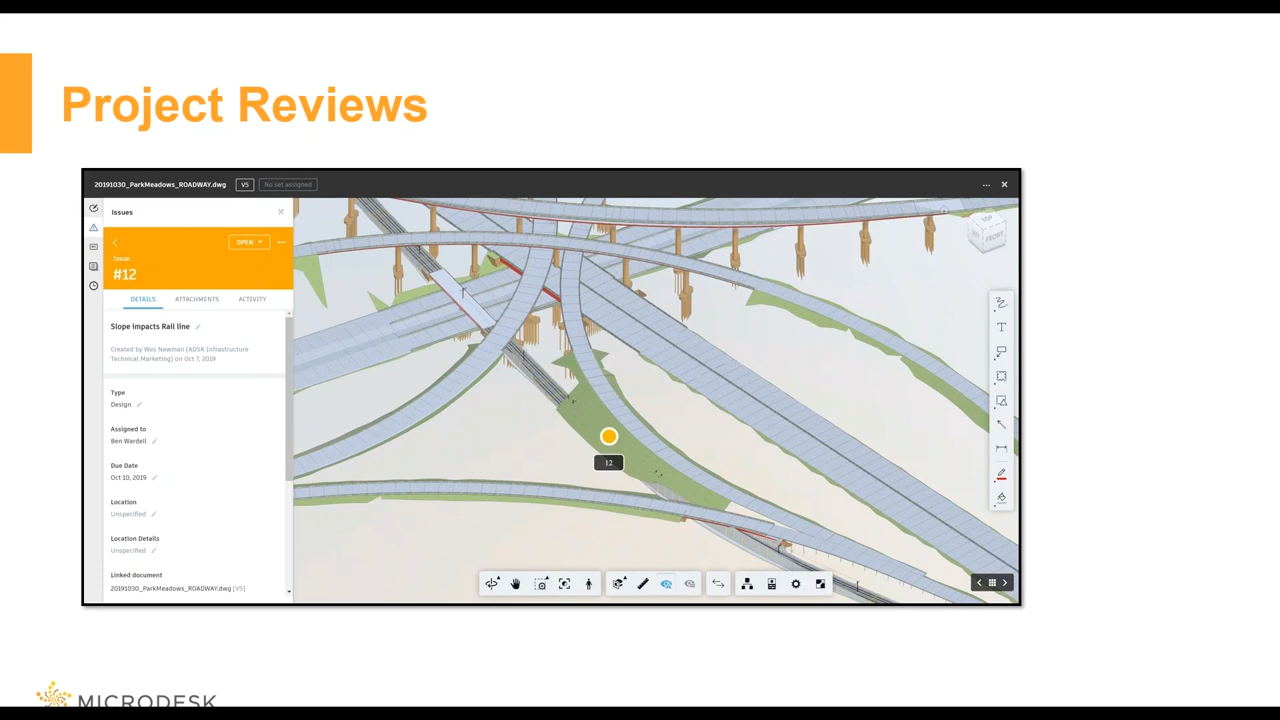 Project Reviews
20191030_ParkMeadows_ROADWAY.dwg V5 No set assigned
Issues
OPEN
Issue
#12
DETAILS ATTACHMENTS ACTIVITY
Slope impacts Rail line
Created by Wes Newman (ADSK Infrastructure
Technical Marketing) on Oct 7, 2019
Type
Design
Assigned to
Ben Wardell
Due Date
Oct 10, 2019
Location
Unspecified
Location Details
Unspecified
Linked document
20191030_ParkMeadows_ROADWAY.dwg [V5]
TOP
FRONT
T
12
MICRODESK